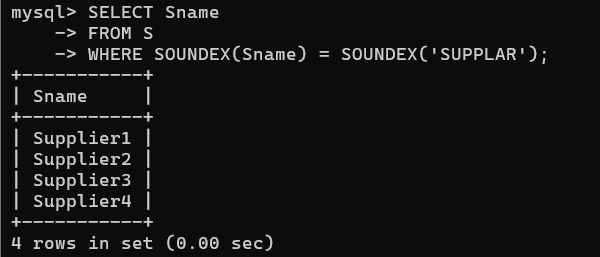 mysql> SELECT Sname
    -> FROM S
    -> WHERE SOUNDEX(Sname) = SOUNDEX('SUPPLAR');
+-----------+
| Sname     |
+-----------+
| Supplier1 |
| Supplier2 |
| Supplier3 |
| Supplier4 |
+-----------+
4 rows in set (0.00 sec)